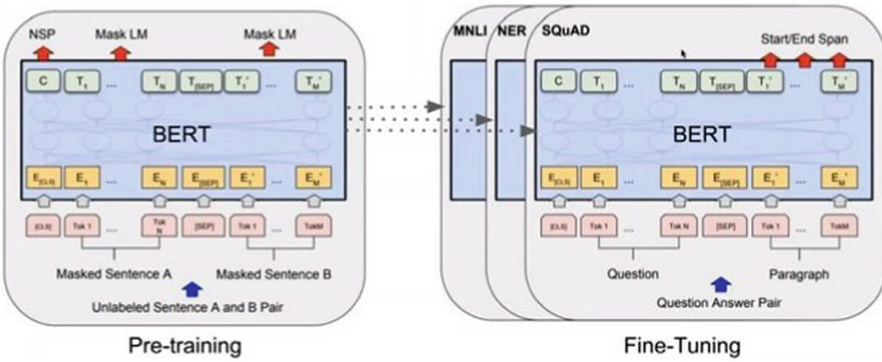 NSP Mask LM Mask LM
C T1 ... TN T[SEP] T1' ... TM'
BERT
E[CLS] E1 ... EN E[SEP] E1' ... EM'
[CLS] Tok 1 ... Tok N [SEP] Tok 1 ... TokM
Masked Sentence A Masked Sentence B
Unlabeled Sentence A and B Pair
Pre-training
MNLI NER SQuAD
Start/End Span
C T1 ... TN T[SEP] T1' ... TM'
BERT
E[CLS] E1 ... EN E[SEP] E1' ... EM'
[CLS] Tok 1 ... Tok N [SEP] Tok 1 ... TokM
Question Paragraph
Question Answer Pair
Fine-Tuning